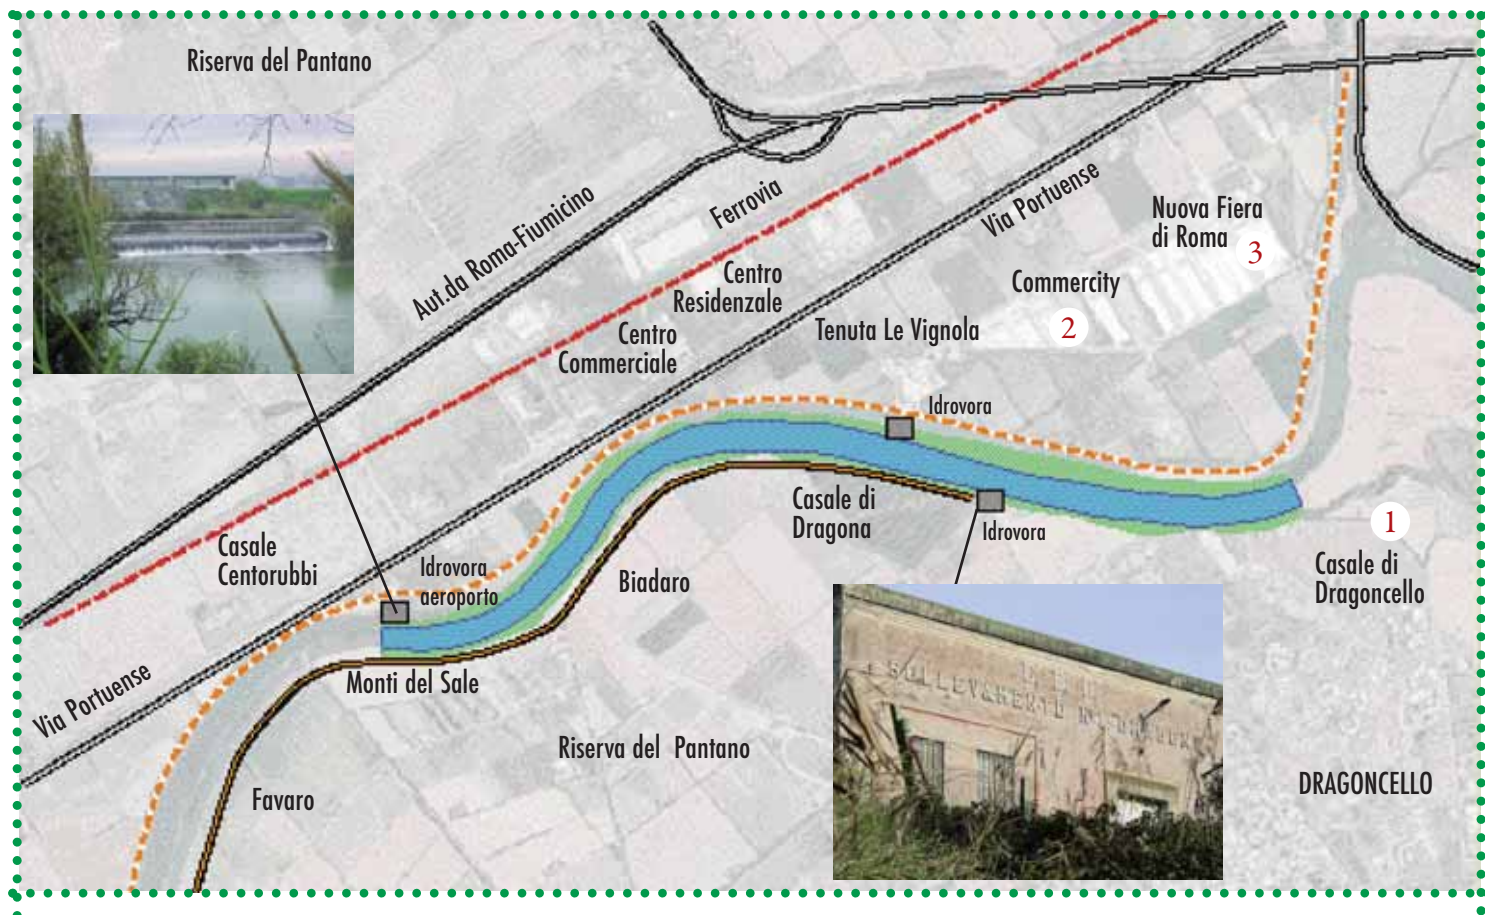 Riserva del Pantano
Aut.da Roma-Fiumicino
Ferrovia
Via Portuense
Nuova Fiera
di Roma
3
Centro
Residenzale
Commercity
2
Centro
Commerciale
Tenuta Le Vignola
Idrovora
Casale di
Dragona
Idrovora
1
Casale di
Dragoncello
Casale
Centorubbi
Idrovora
aeroporto
Biadaro
Monti del Sale
Via Portuense
Riserva del Pantano
Favaro
SOLLEVAMENTO
DRAGONCELLO